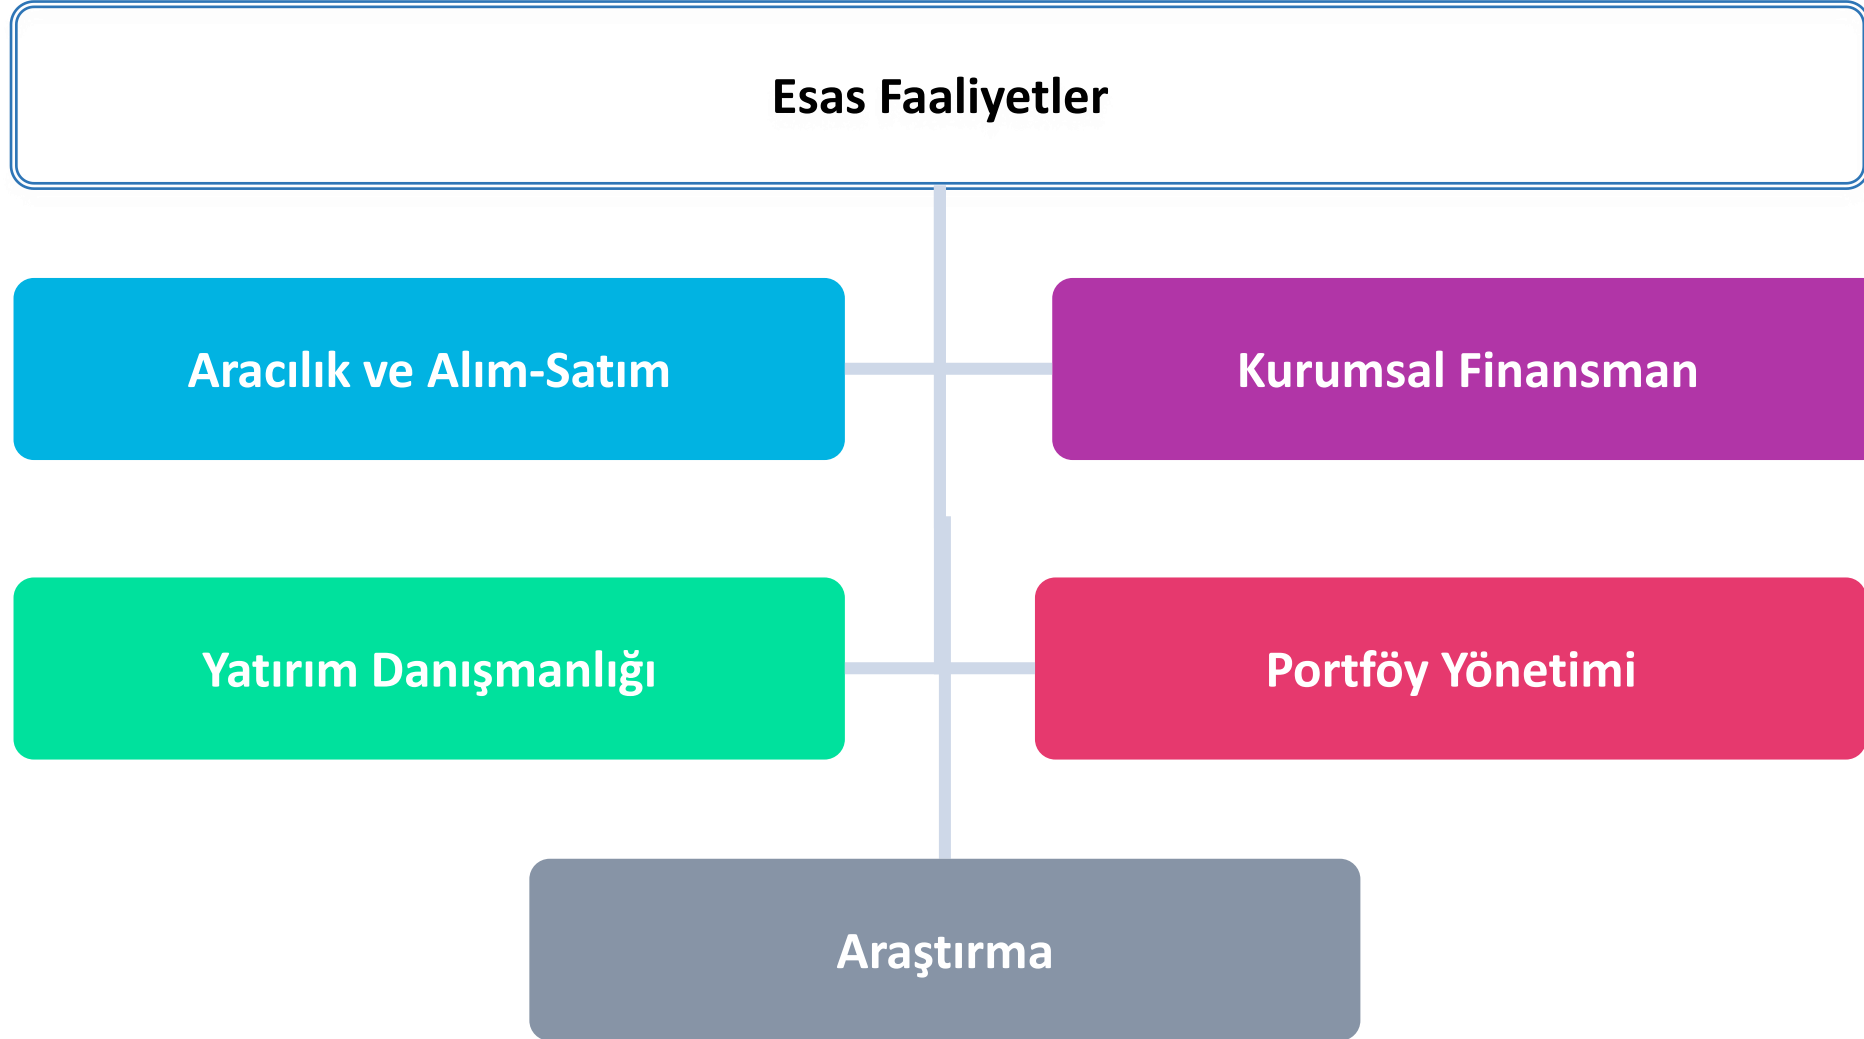 Esas Faaliyetler
Aracılık ve Alım-Satım
Kurumsal Finansman
Yatırım Danışmanlığı
Portföy Yönetimi
Araştırma